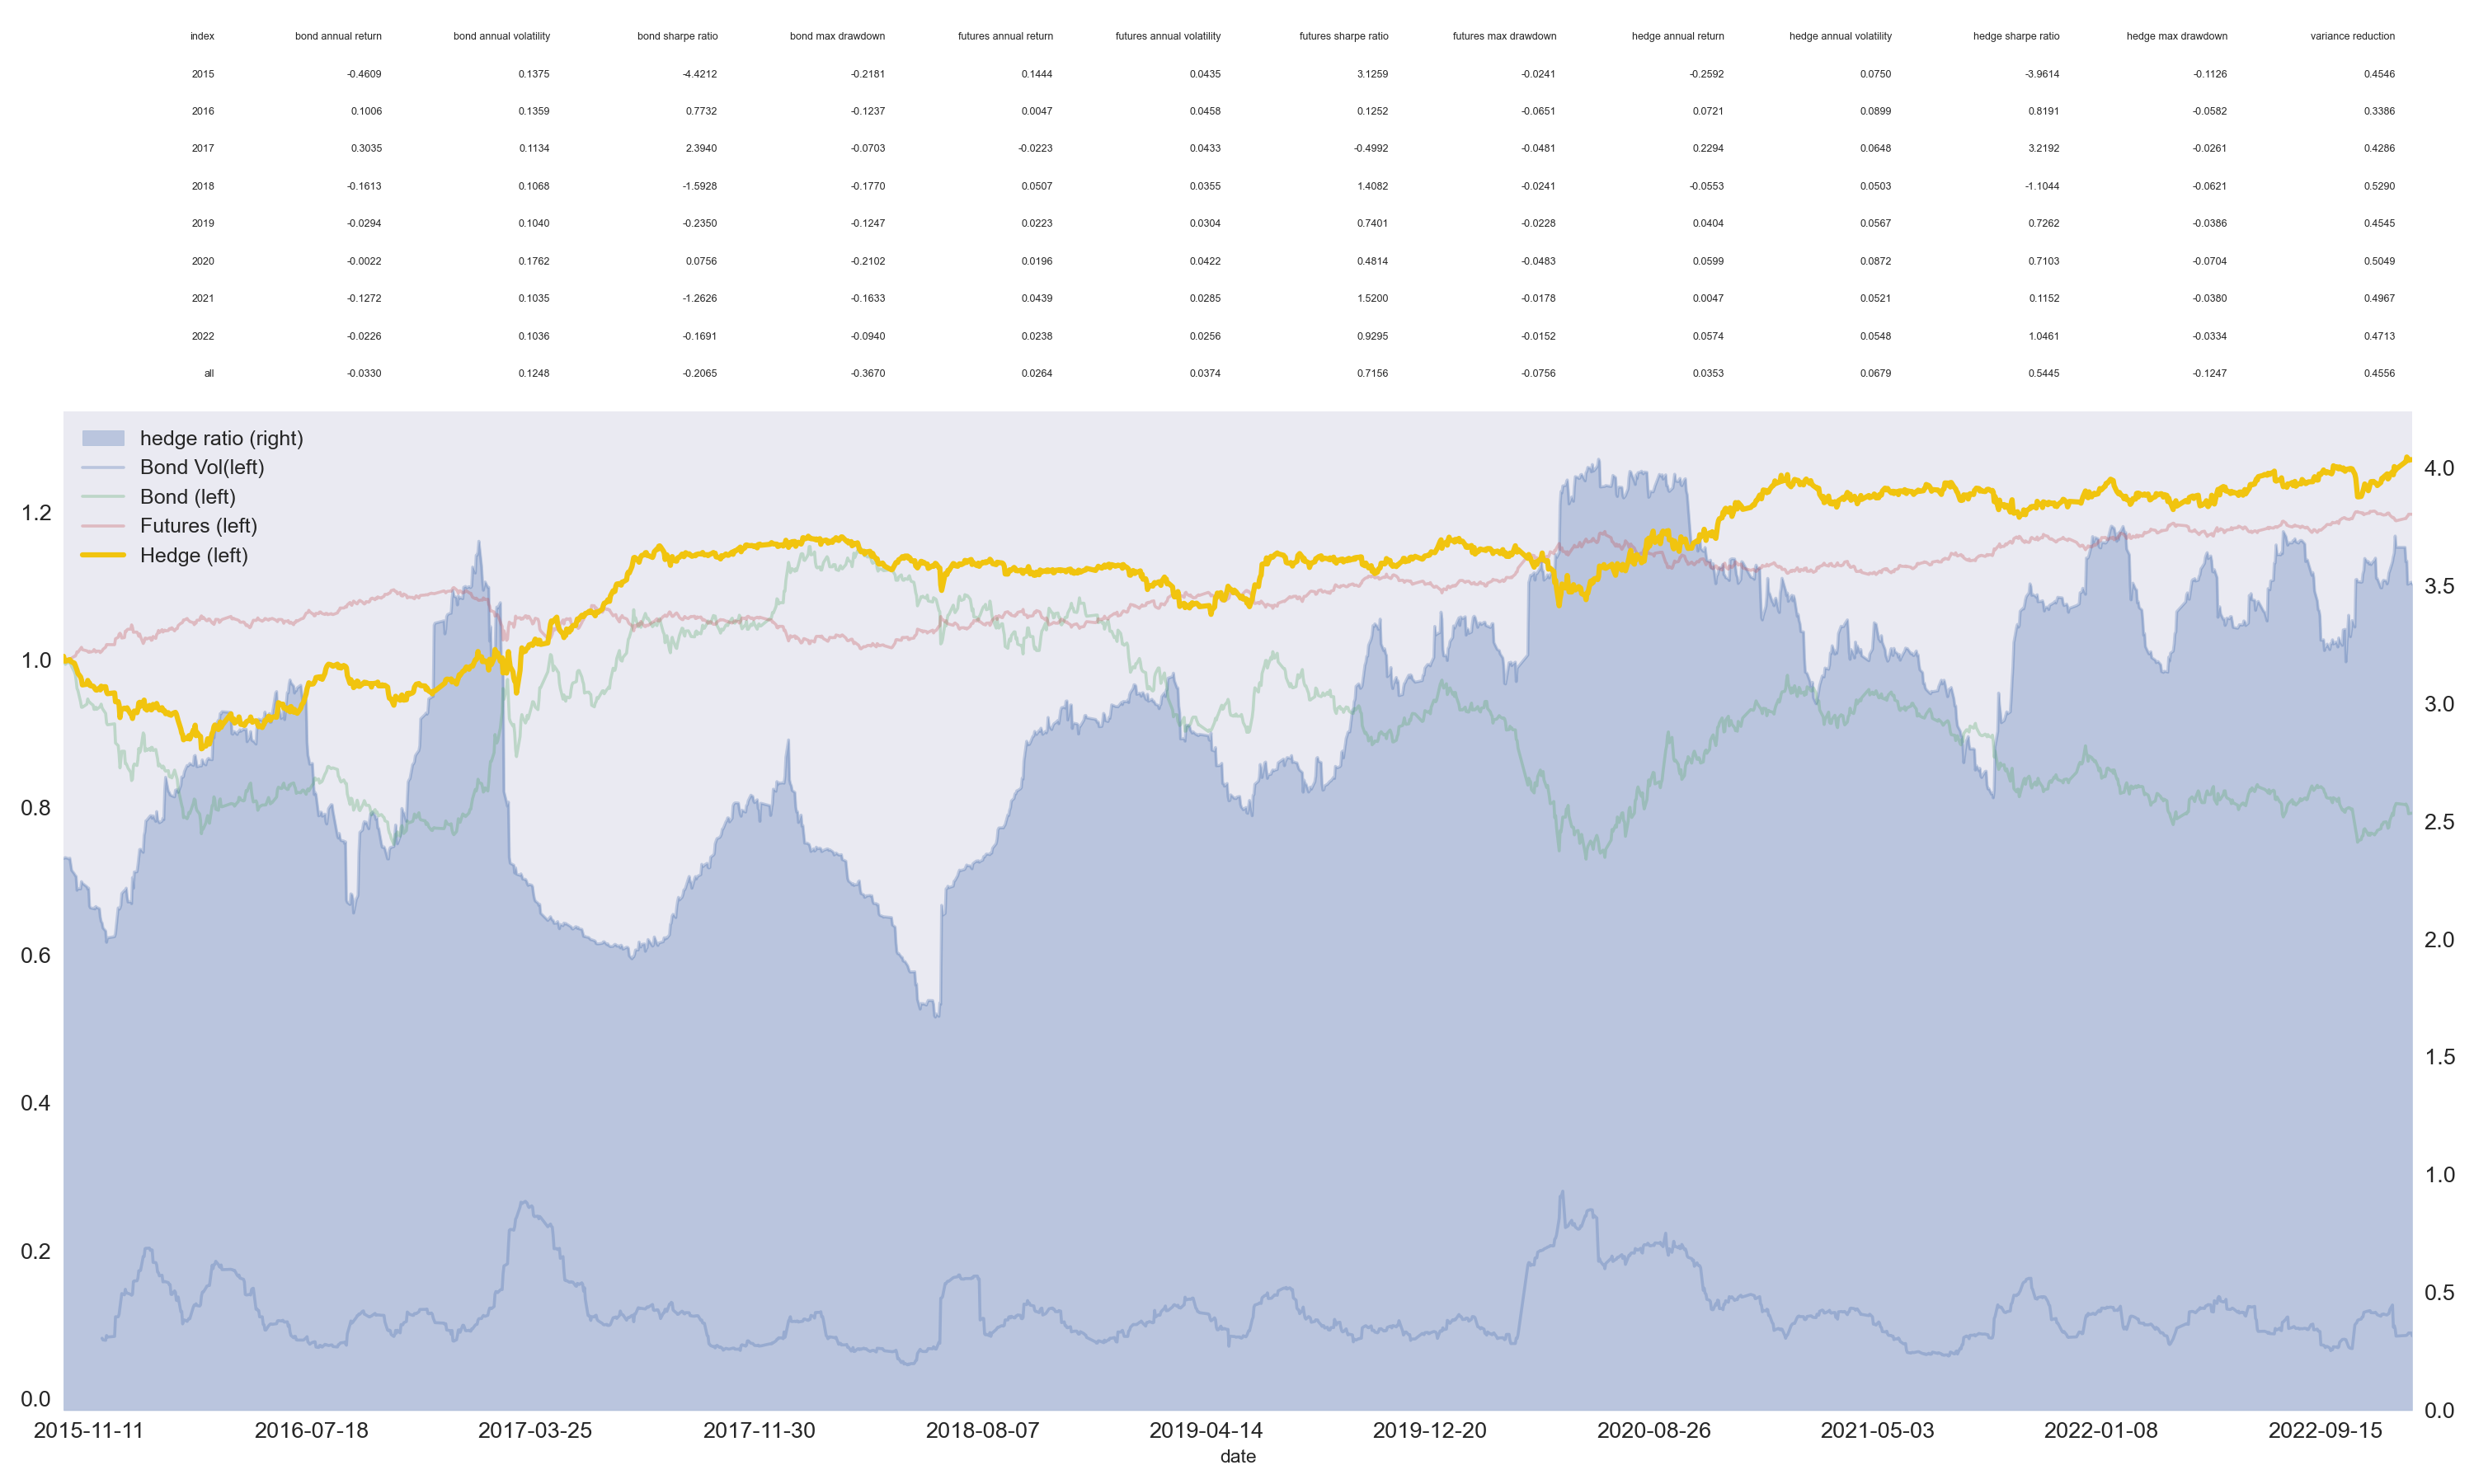 index bond annual return bond annual volatility bond sharpe ratio bond max drawdown futures annual return futures annual volatility futures sharpe ratio futures max drawdown hedge annual return hedge annual volatility hedge sharpe ratio hedge max drawdown variance reduction
2015 -0.4609 0.1375 -4.4212 -0.2181 0.1444 0.0435 3.1259 -0.0241 -0.2592 0.0750 -3.9614 -0.1126 0.4546
2016 0.1006 0.1359 0.7732 -0.1237 0.0047 0.0458 0.1252 -0.0651 0.0721 0.0899 0.8191 -0.0582 0.3386
2017 0.3035 0.1134 2.3940 -0.0703 -0.0223 0.0433 -0.4992 -0.0481 0.2294 0.0648 3.2192 -0.0261 0.4286
2018 -0.1613 0.1068 -1.5928 -0.1770 0.0507 0.0355 1.4082 -0.0241 -0.0553 0.0503 -1.1044 -0.0621 0.5290
2019 -0.0294 0.1040 -0.2350 -0.1247 0.0223 0.0304 0.7401 -0.0228 0.0404 0.0567 0.7262 -0.0386 0.4545
2020 -0.0022 0.1762 0.0756 -0.2102 0.0196 0.0422 0.4814 -0.0483 0.0599 0.0872 0.7103 -0.0704 0.5049
2021 -0.1272 0.1035 -1.2626 -0.1633 0.0439 0.0285 1.5200 -0.0178 0.0047 0.0521 0.1152 -0.0380 0.4967
2022 -0.0226 0.1036 -0.1691 -0.0940 0.0238 0.0256 0.9295 -0.0152 0.0574 0.0548 1.0461 -0.0334 0.4713
all -0.0330 0.1248 -0.2065 -0.3670 0.0264 0.0374 0.7156 -0.0756 0.0353 0.0679 0.5445 -0.1247 0.4556
hedge ratio (right)
Bond Vol(left)
Bond (left)
Futures (left)
Hedge (left)
1.2
1.0
0.8
0.6
0.4
0.2
0.0
4.0
3.5
3.0
2.5
2.0
1.5
1.0
0.5
0.0
2015-11-11 2016-07-18 2017-03-25 2017-11-30 2018-08-07 2019-04-14 2019-12-20 2020-08-26 2021-05-03 2022-01-08 2022-09-15
date